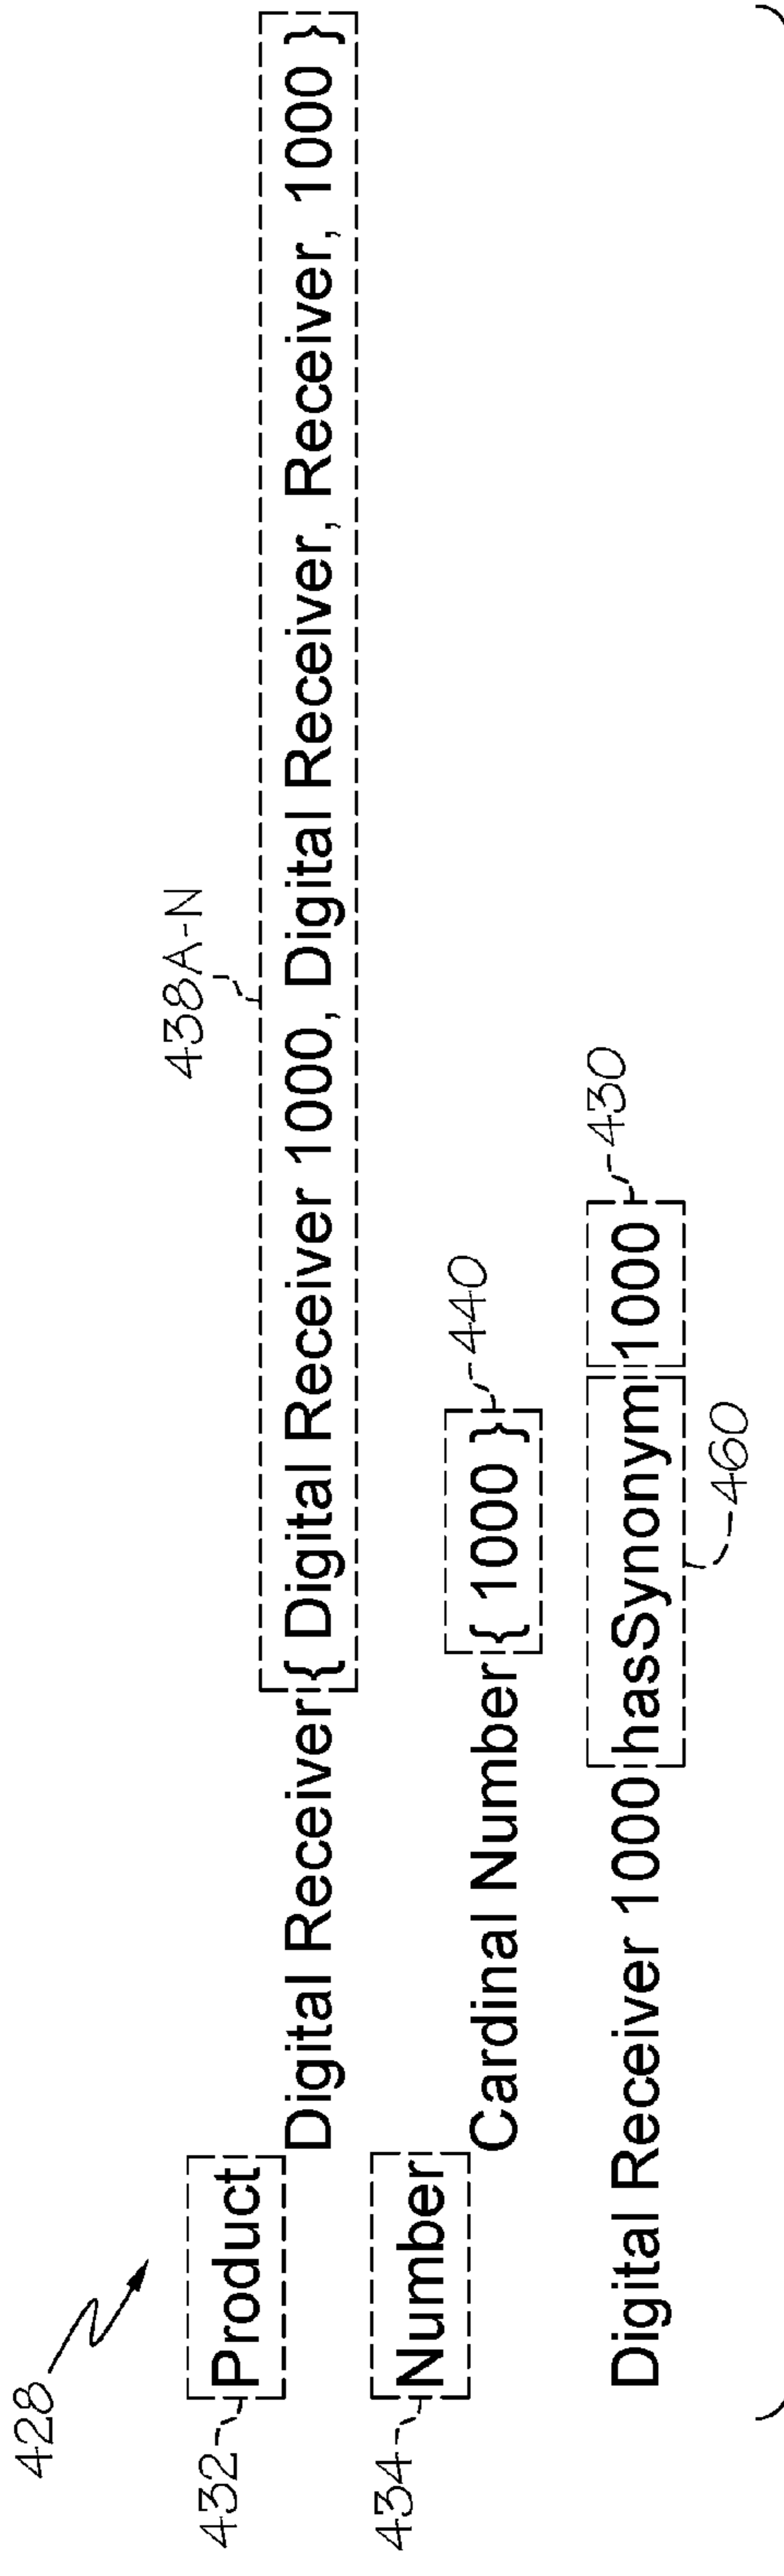 428
432 Product
438A-N
Digital Receiver { Digital Receiver 1000, Digital Receiver, Receiver, 1000 }
434 Number
Cardinal Number { 1000 } 440
Digital Receiver 1000 hasSynonym 1000 430
460